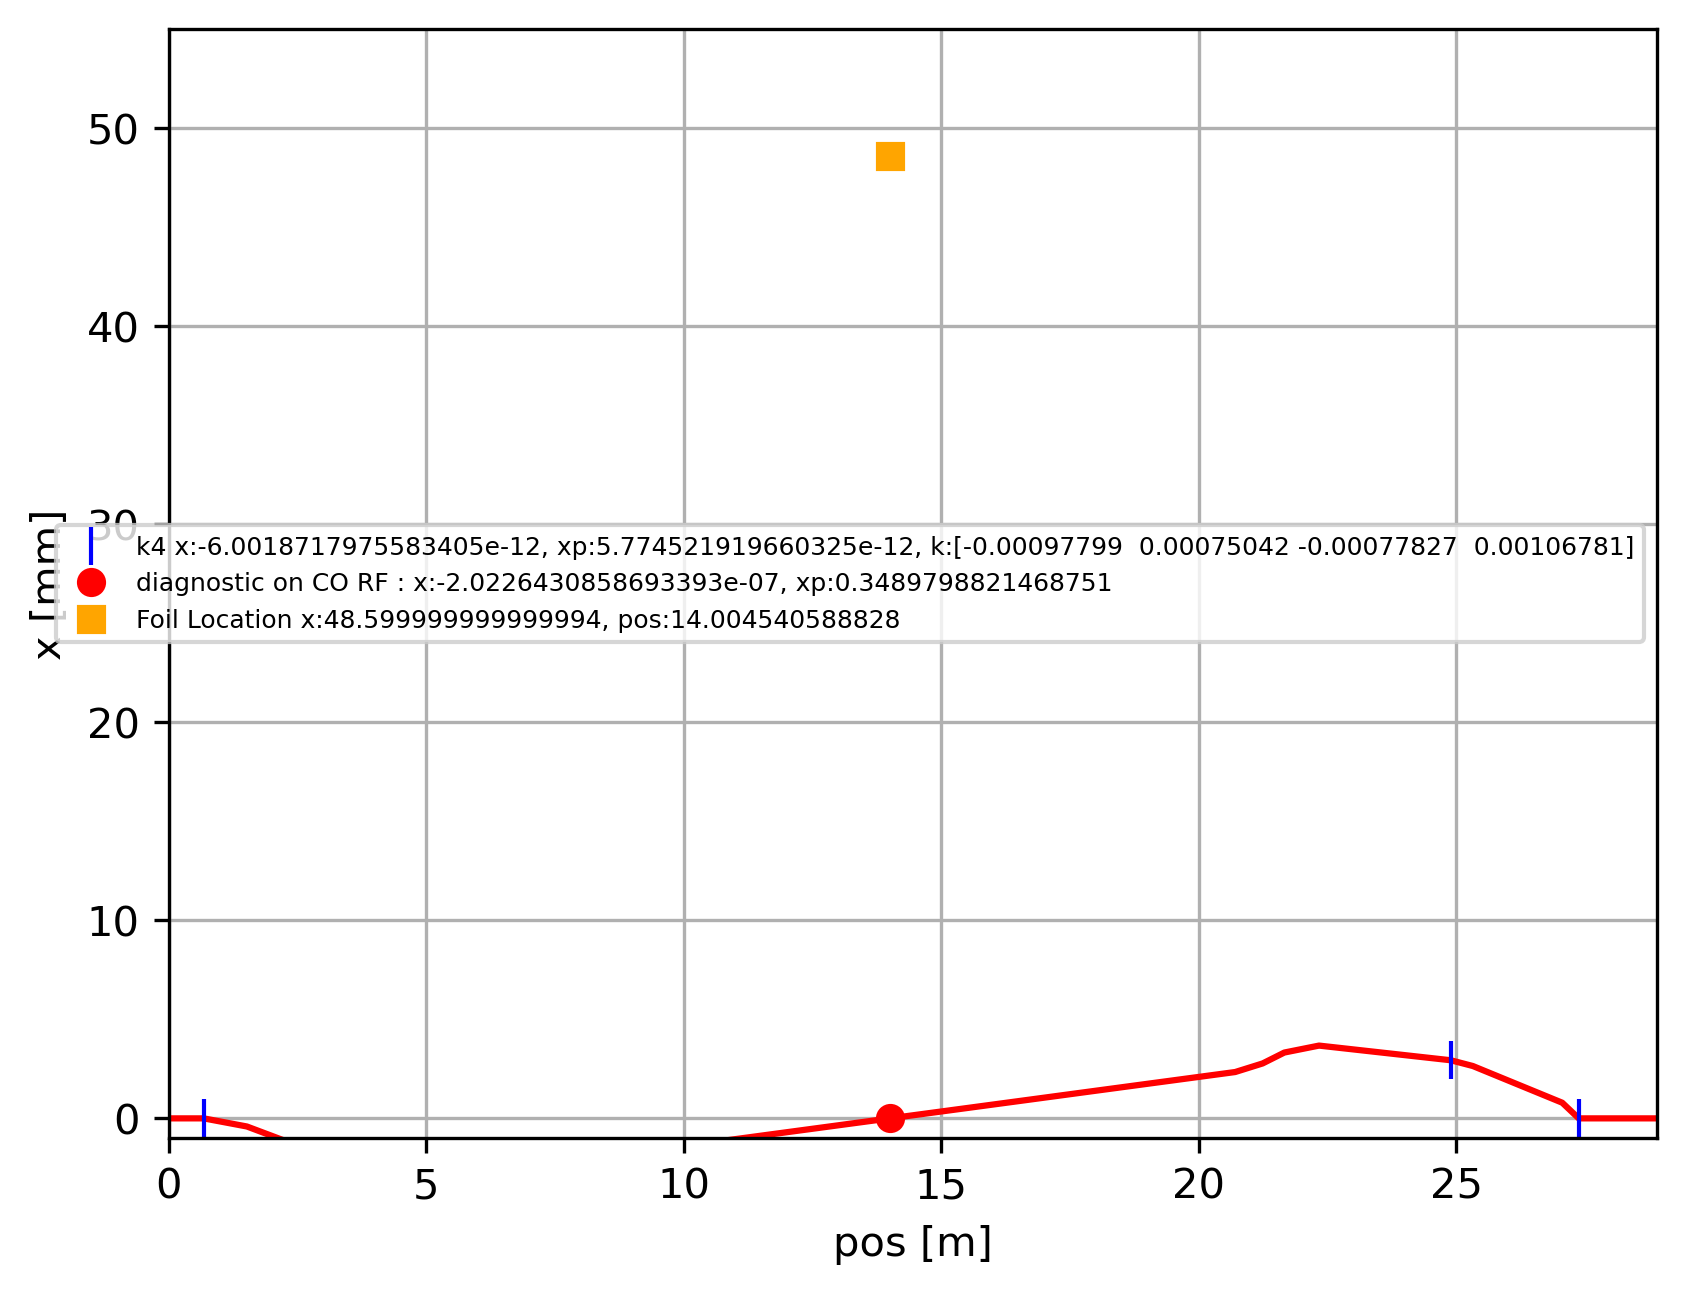 50
40
30
x [mm]
k4 x:-6.0018717975583405e-12, xp:5.774521919660325e-12, k:[-0.00097799 0.00075042 -0.00077827 0.00106781]
diagnostic on CO RF : x:-2.0226430858693393e-07, xp:0.3489798821468751
Foil Location x:48.599999999999994, pos:14.004540588828
20
10
0
0 5 10 15 20 25
pos [m]